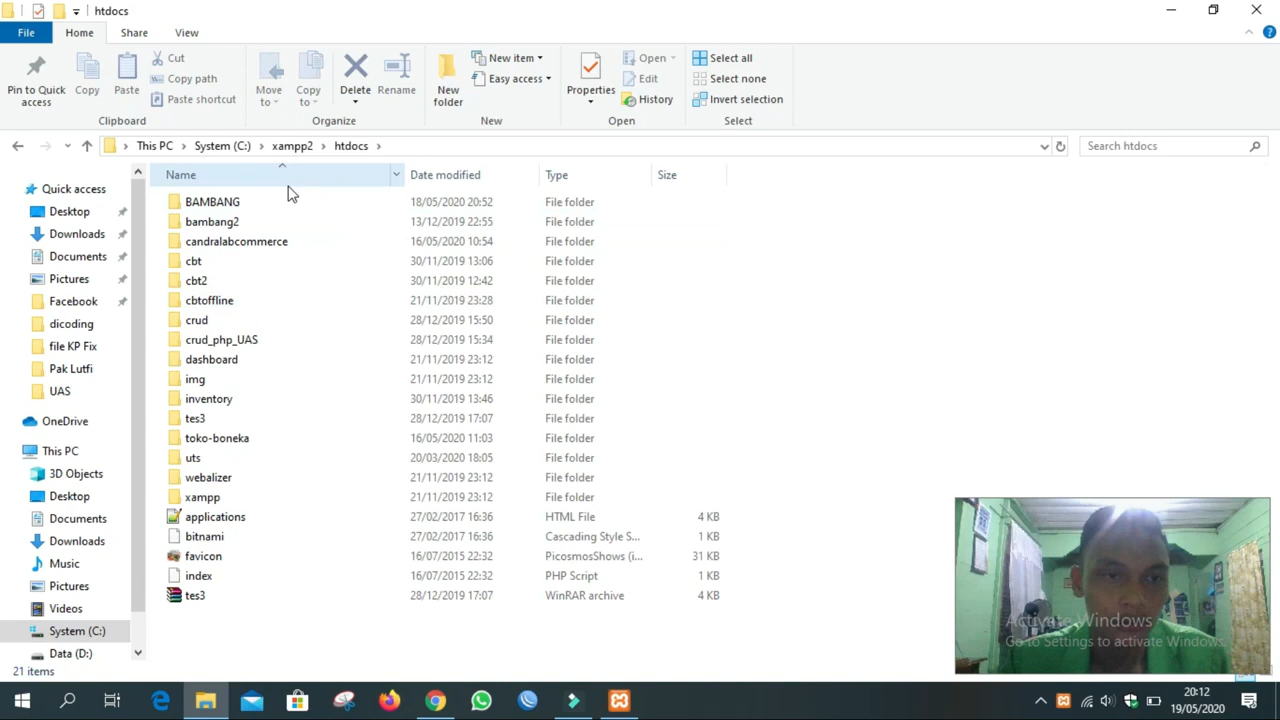 htdocs
File Home Share View
Pin to Quick access
Copy
Paste
Cut
Copy path
Paste shortcut
Clipboard
Move to
Copy to
Delete
Rename
Organize
New folder
New item
Easy access
New
Properties
Open
Edit
History
Open
Select all
Select none
Invert selection
Select
This PC System (C:) xampp2 htdocs
Search htdocs
Quick access
Desktop
Downloads
Documents
Pictures
Facebook
dicoding
file KP Fix
Pak Lutfi
UAS
OneDrive
This PC
3D Objects
Desktop
Documents
Downloads
Music
Pictures
Videos
System (C:)
Data (D:)
Name Date modified Type Size
BAMBANG 18/05/2020 20:52 File folder
bambang2 13/12/2019 22:55 File folder
candralabcommerce 16/05/2020 10:54 File folder
cbt 30/11/2019 13:06 File folder
cbt2 30/11/2019 12:42 File folder
cbtoffline 21/11/2019 23:28 File folder
crud 28/12/2019 15:50 File folder
crud_php_UAS 28/12/2019 15:34 File folder
dashboard 21/11/2019 23:12 File folder
img 21/11/2019 23:12 File folder
inventory 30/11/2019 13:46 File folder
tes3 28/12/2019 17:07 File folder
toko-boneka 16/05/2020 11:03 File folder
uts 20/03/2020 18:05 File folder
webalizer 21/11/2019 23:12 File folder
xampp 21/11/2019 23:12 File folder
applications 27/02/2017 16:36 HTML File 4 KB
bitnami 27/02/2017 16:36 Cascading Style S... 1 KB
favicon 16/07/2015 22:32 PicosmosShows (i... 31 KB
index 16/07/2015 22:32 PHP Script 1 KB
tes3 28/12/2019 17:07 WinRAR archive 4 KB
Activate Windows
Go to Settings to activate Windows.
21 items
20:12
19/05/2020